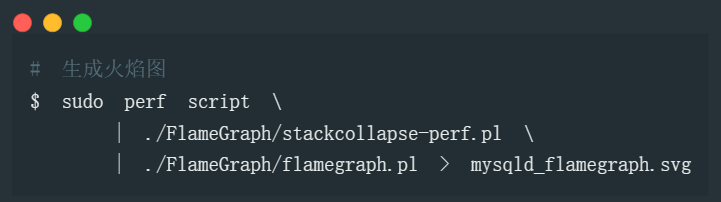 # 生成火焰图
$ sudo perf script \
| ./FlameGraph/stackcollapse-perf.pl \
| ./FlameGraph/flamegraph.pl > mysqld_flamegraph.svg